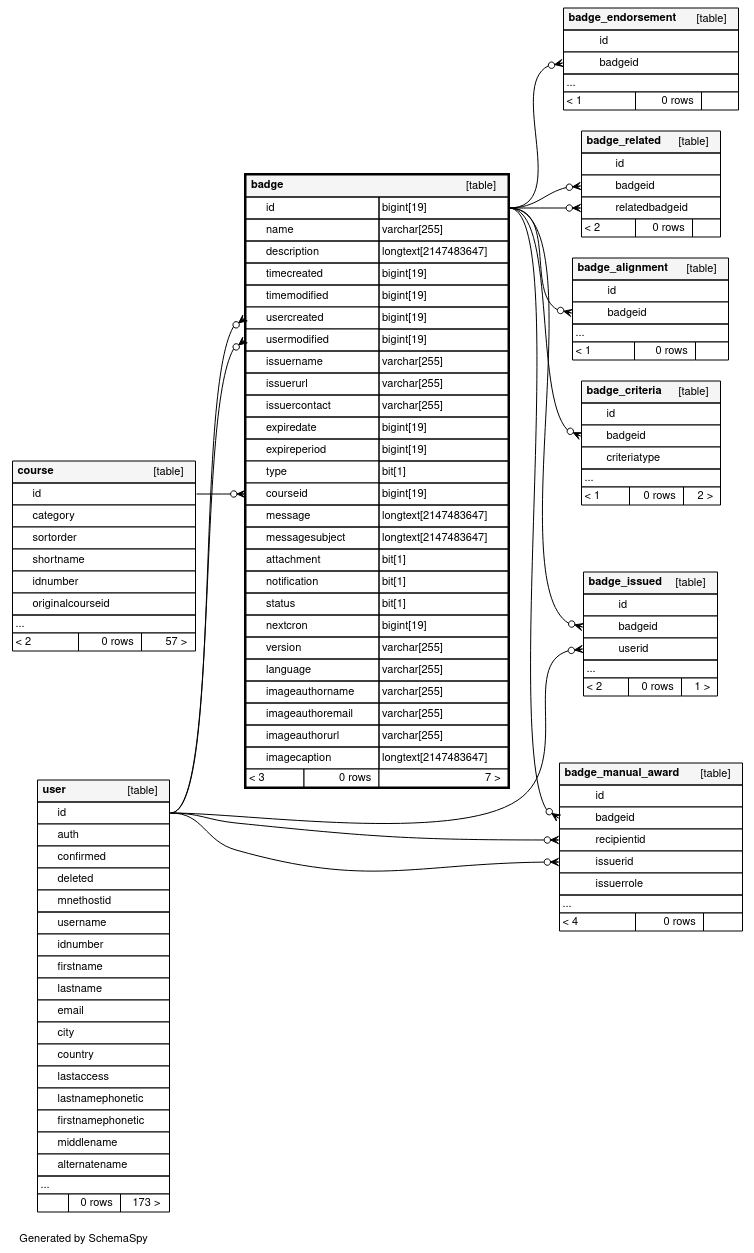 badge_endorsement [table]
id
badgeid
...
< 1 0 rows
badge_related [table]
id
badgeid
relatedbadgeid
< 2 0 rows
badge [table]
id bigint[19]
name varchar[255]
description longtext[2147483647]
timecreated bigint[19]
timemodified bigint[19]
usercreated bigint[19]
usermodified bigint[19]
issuername varchar[255]
issuerurl varchar[255]
issuercontact varchar[255]
expiredate bigint[19]
expireperiod bigint[19]
type bit[1]
courseid bigint[19]
message longtext[2147483647]
messagesubject longtext[2147483647]
attachment bit[1]
notification bit[1]
status bit[1]
nextcron bigint[19]
version varchar[255]
language varchar[255]
imageauthorname varchar[255]
imageauthoremail varchar[255]
imageauthorurl varchar[255]
imagecaption longtext[2147483647]
< 3 0 rows 7 >
badge_alignment [table]
id
badgeid
...
< 1 0 rows
badge_criteria [table]
id
badgeid
criteriatype
...
< 1 0 rows 2 >
course [table]
id
category
sortorder
shortname
idnumber
originalcourseid
...
< 2 0 rows 57 >
badge_issued [table]
id
badgeid
userid
...
< 2 0 rows 1 >
badge_manual_award [table]
id
badgeid
recipientid
issuerid
issuerrole
...
< 4 0 rows
user [table]
id
auth
confirmed
deleted
mnethostid
username
idnumber
firstname
lastname
email
city
country
lastaccess
lastnamephonetic
firstnamephonetic
middlename
alternatename
...
0 rows 173 >
Generated by SchemaSpy